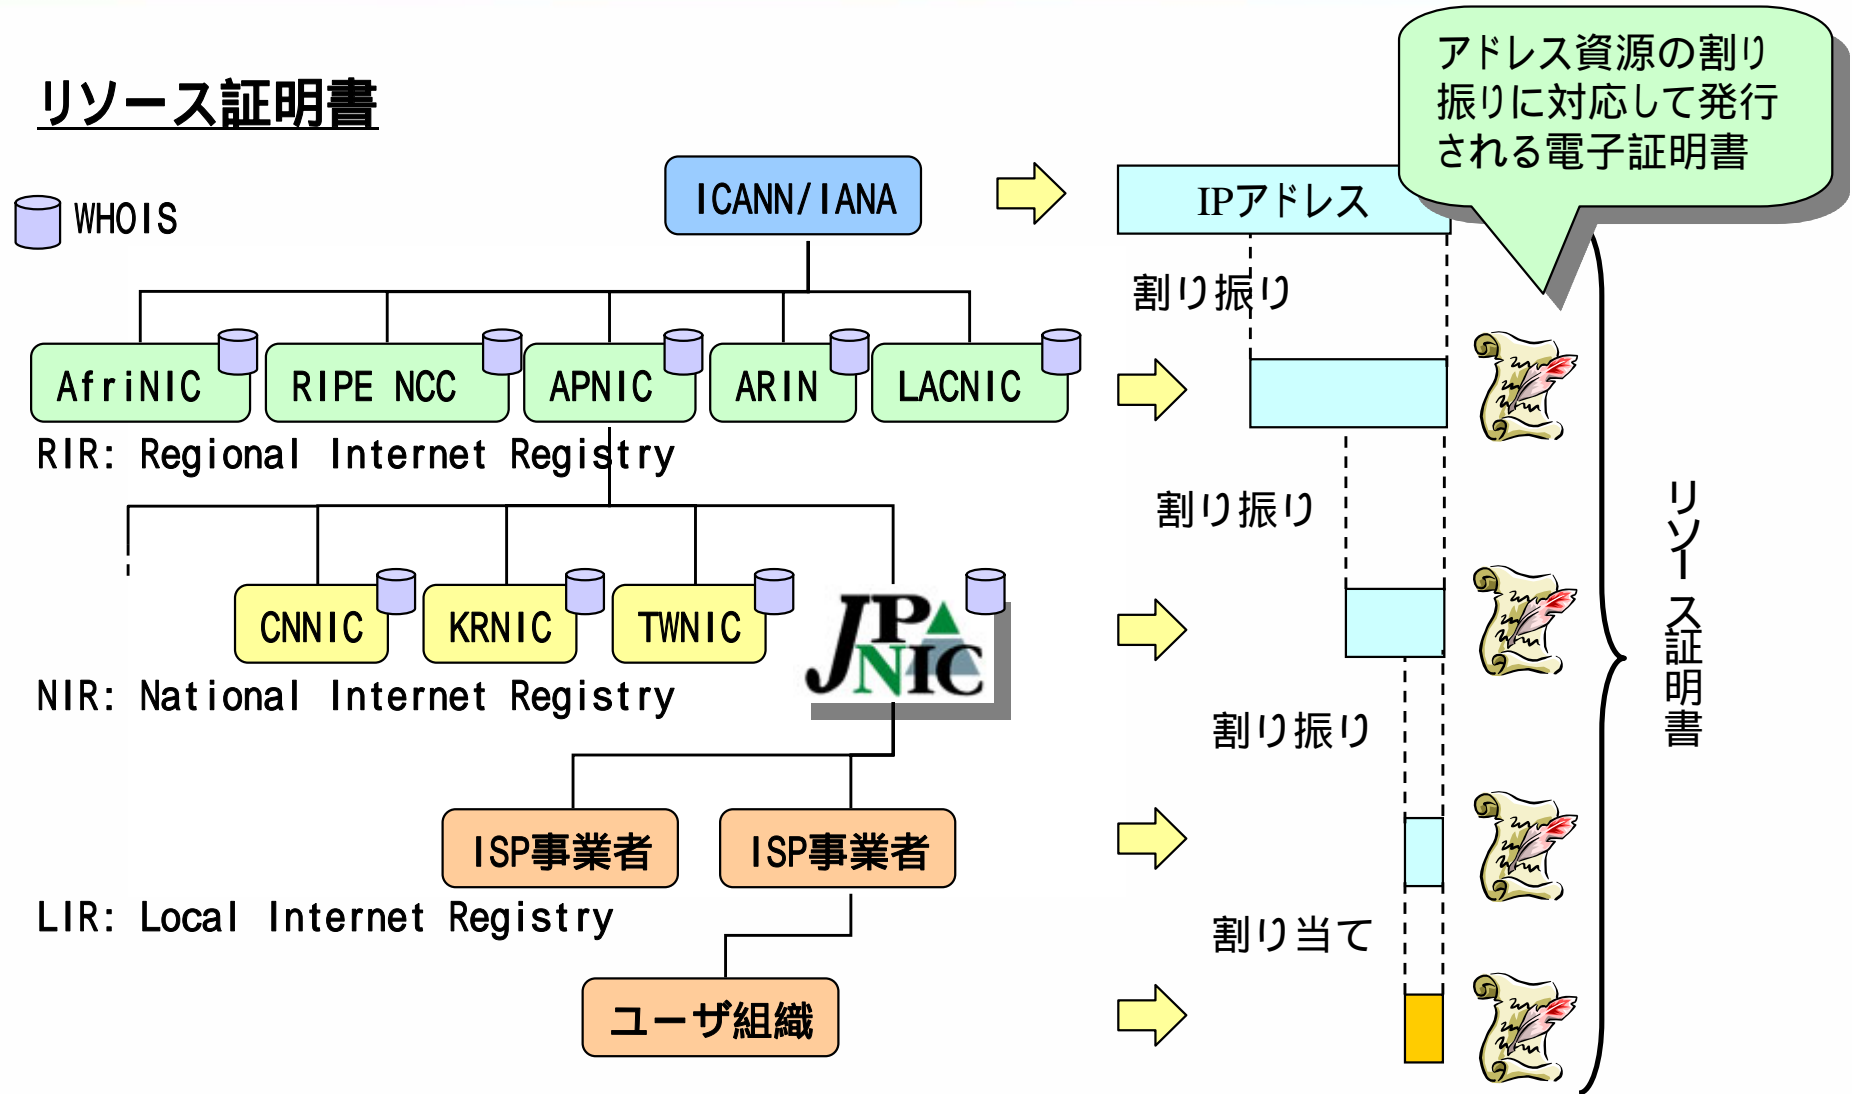 リソース証明書
アドレス資源の割り
振りに対応して発行
される電子証明書
WHOIS
ICANN/IANA
IPアドレス
割り振り
AfriNIC
RIPE NCC
APNIC
ARIN
LACNIC
RIR: Regional Internet Registry
割り振り
CNNIC
KRNIC
TWNIC
JPNIC
NIR: National Internet Registry
割り振り
ISP事業者
ISP事業者
LIR: Local Internet Registry
割り当て
ユーザ組織
リソース証明書